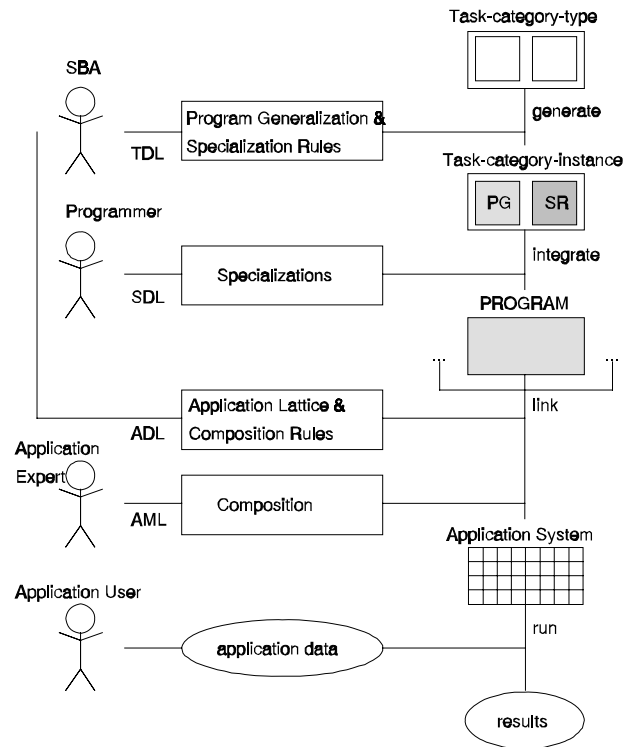 Task-category-type
SBA
generate
Program Generalization &
Specialization Rules
TDL
Task-category-instance
PG
SR
Programmer
integrate
Specializations
SDL
PROGRAM
...
...
link
Application Lattice &
Composition Rules
ADL
Application
Expert
Composition
AML
Application System
Application User
run
application data
results